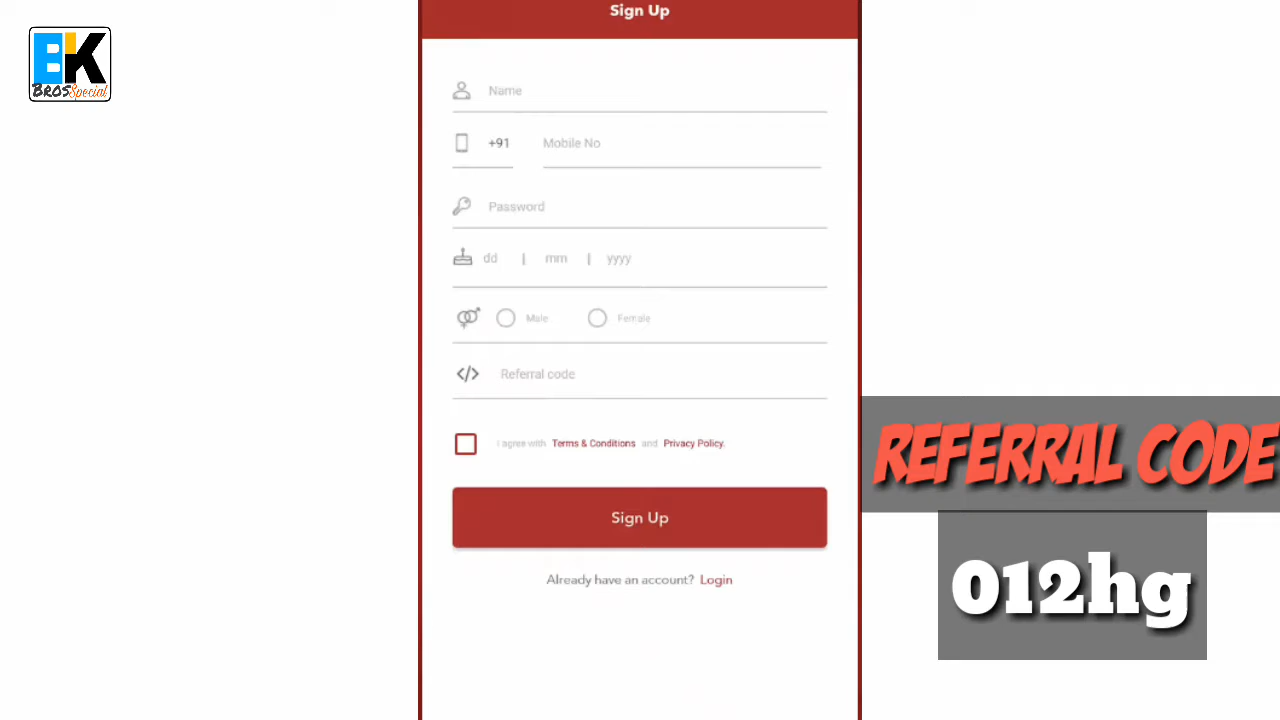 Sign Up
BK
BROS Special
Name
+91 Mobile No
Password
dd | mm | yyyy
Male Female
</> Referral code
I agree with Terms & Conditions and Privacy Policy.
REFERRAL CODE
Sign Up
012hg
Already have an account? Login